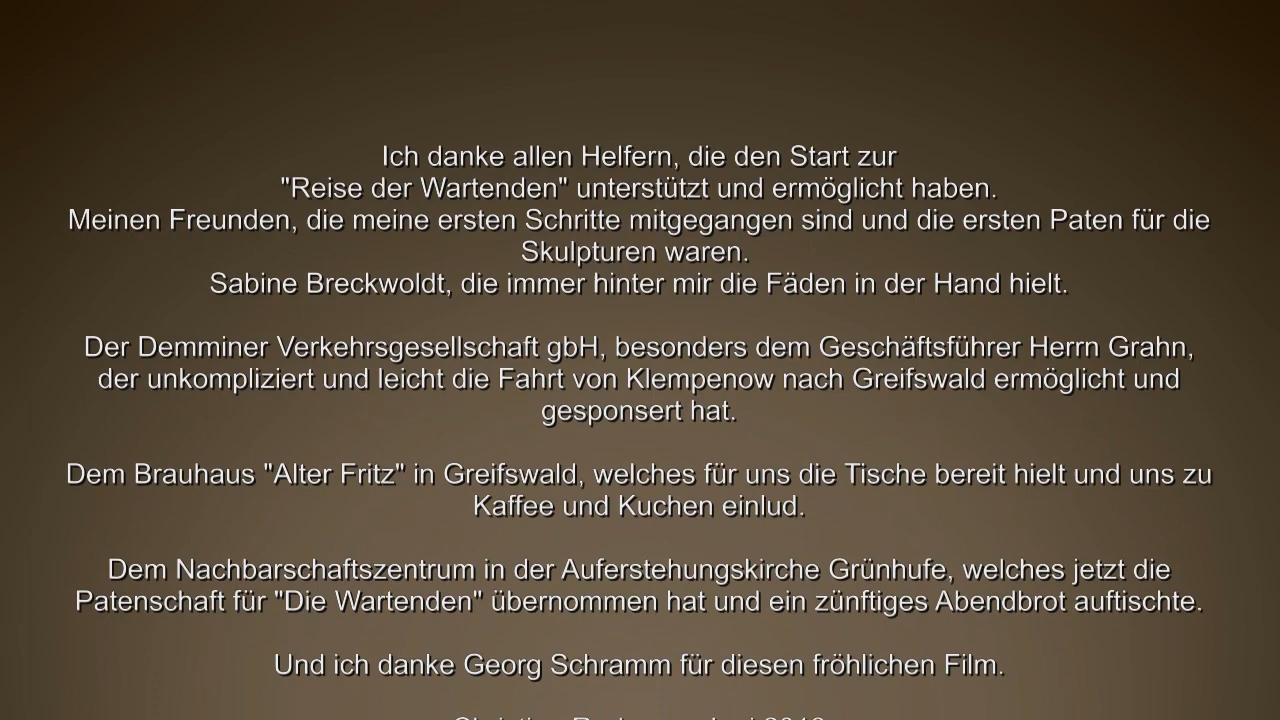 Ich danke allen Helfern, die den Start zur
"Reise der Wartenden" unterstützt und ermöglicht haben.
Meinen Freunden, die meine ersten Schritte mitgegangen sind und die ersten Paten für die
Skulpturen waren.
Sabine Breckwoldt, die immer hinter mir die Fäden in der Hand hielt.
Der Demminer Verkehrsgesellschaft gbH, besonders dem Geschäftsführer Herrn Grahn,
der unkompliziert und leicht die Fahrt von Klempenow nach Greifswald ermöglicht und
gesponsert hat.
Dem Brauhaus "Alter Fritz" in Greifswald, welches für uns die Tische bereit hielt und uns zu
Kaffee und Kuchen einlud.
Dem Nachbarschaftszentrum in der Auferstehungskirche Grünhufe, welches jetzt die
Patenschaft für "Die Wartenden" übernommen hat und ein zünftiges Abendbrot auftischte.
Und ich danke Georg Schramm für diesen fröhlichen Film.